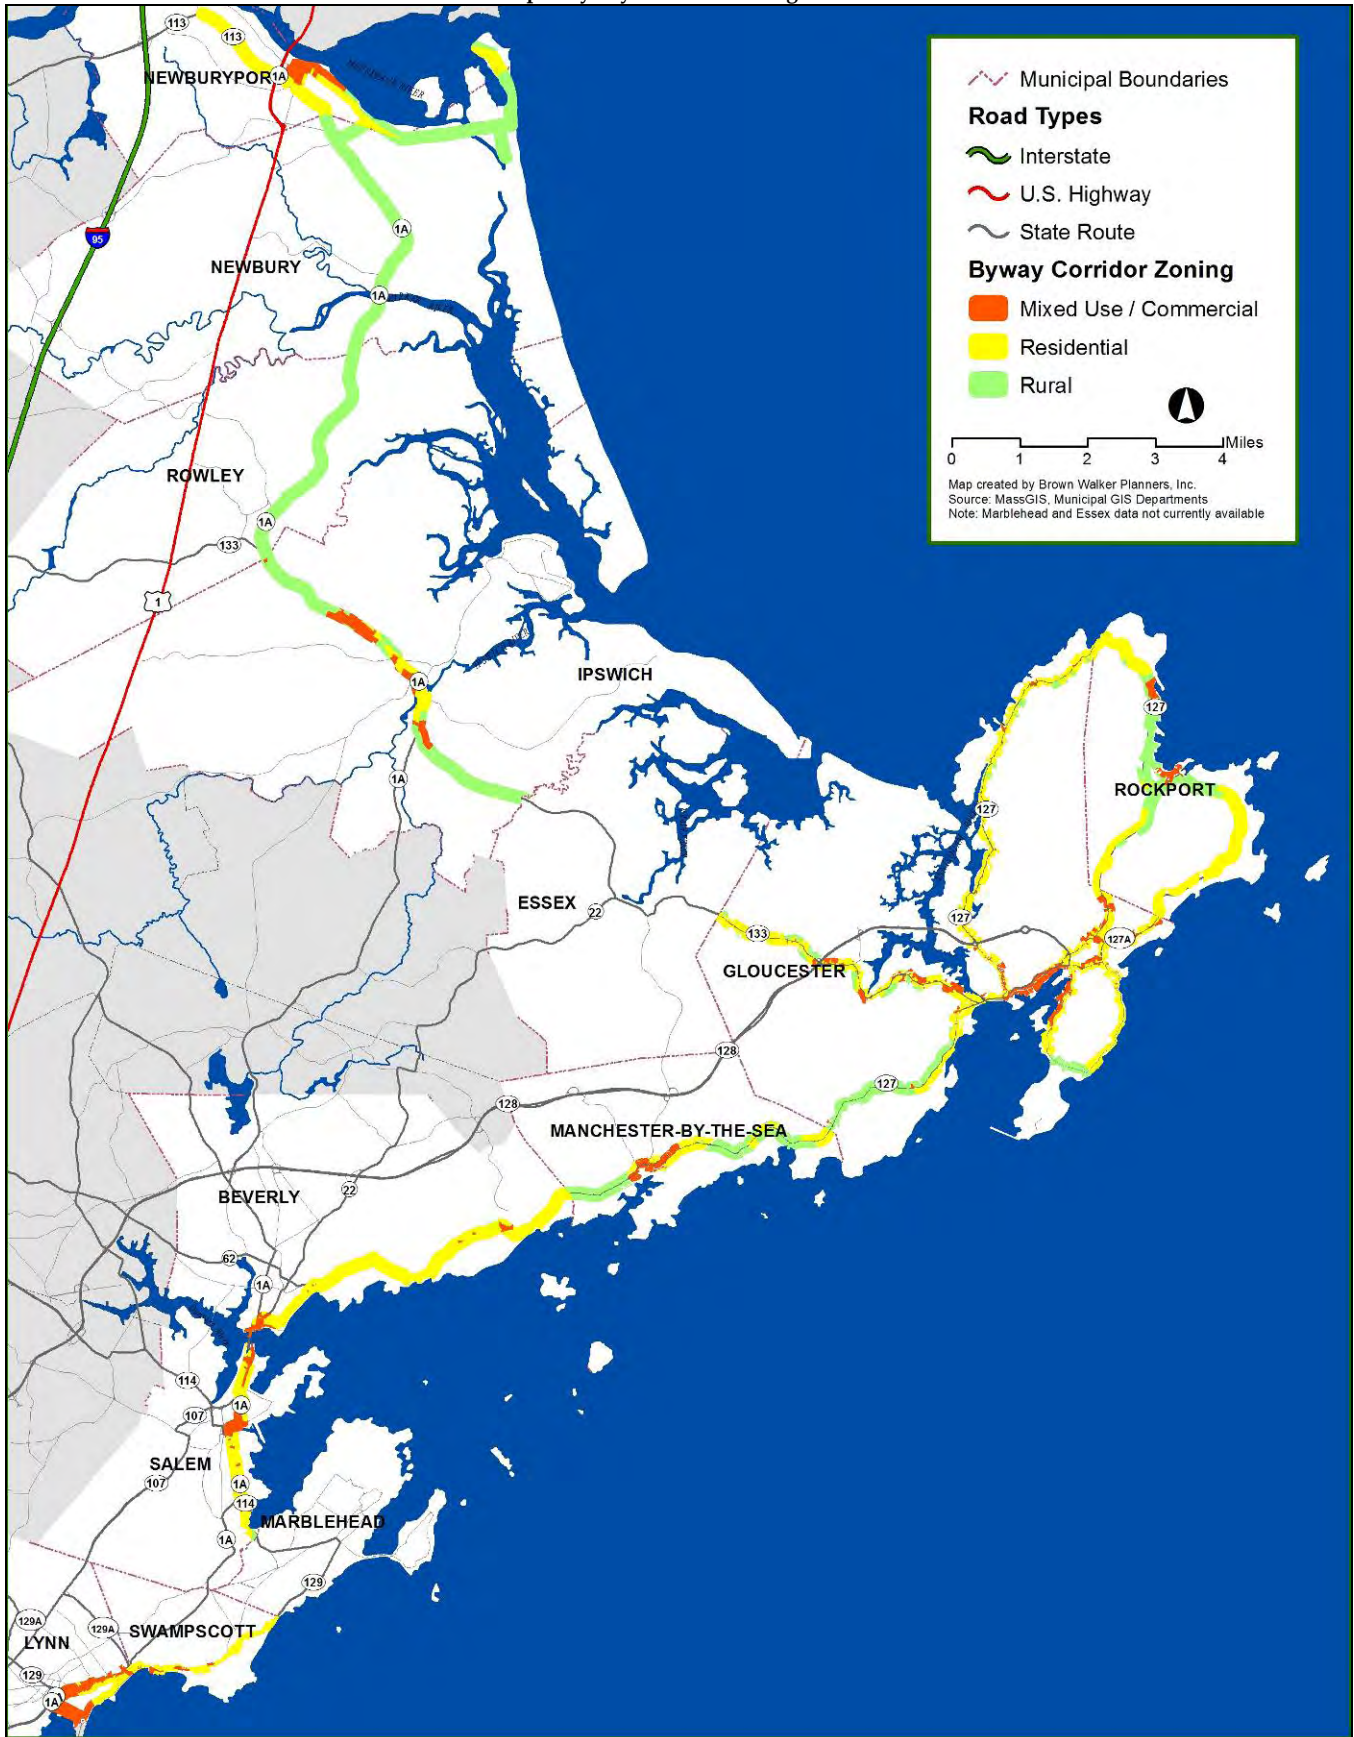 Municipal Boundaries
Road Types
Interstate
U.S. Highway
State Route
Byway Corridor Zoning
Mixed Use / Commercial
Residential
Rural
Miles
0 1 2 3 4
Map created by Brown Walker Planners, Inc.
Source: MassGIS, Municipal GIS Departments
Note: Marblehead and Essex data not currently available
113
113
NEWBURYPOR
1A
MERRIMACK RIVER
1A
95
NEWBURY
1A
ROWLEY
1A
133
1
IPSWICH
1A
1A
127
ROCKPORT
127
ESSEX
22
127
133
127A
GLOUCESTER
128
127
128
MANCHESTER-BY-THE-SEA
22
BEVERLY
62
1A
114
1A
107
SALEM
107
1A
114
MARBLEHEAD
1A
129
129A
129A
SWAMPSCOTT
LYNN
129
1A